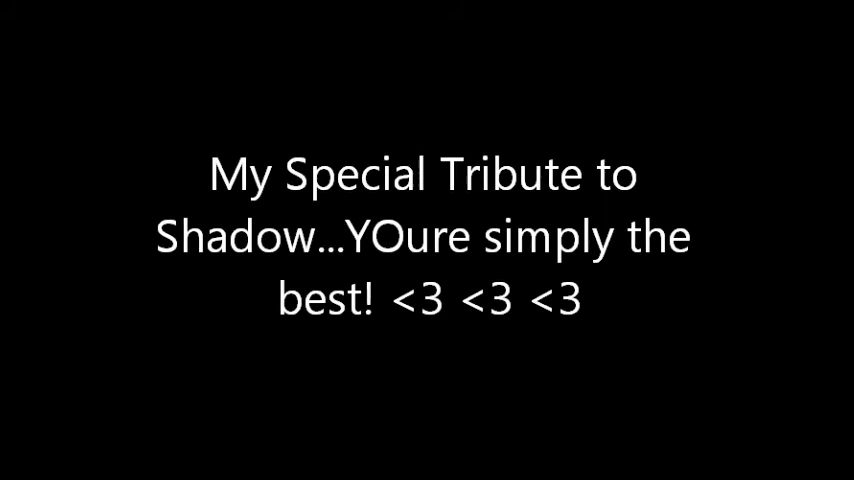 My Special Tribute to
Shadow...YOure simply the
best! <3 <3 <3